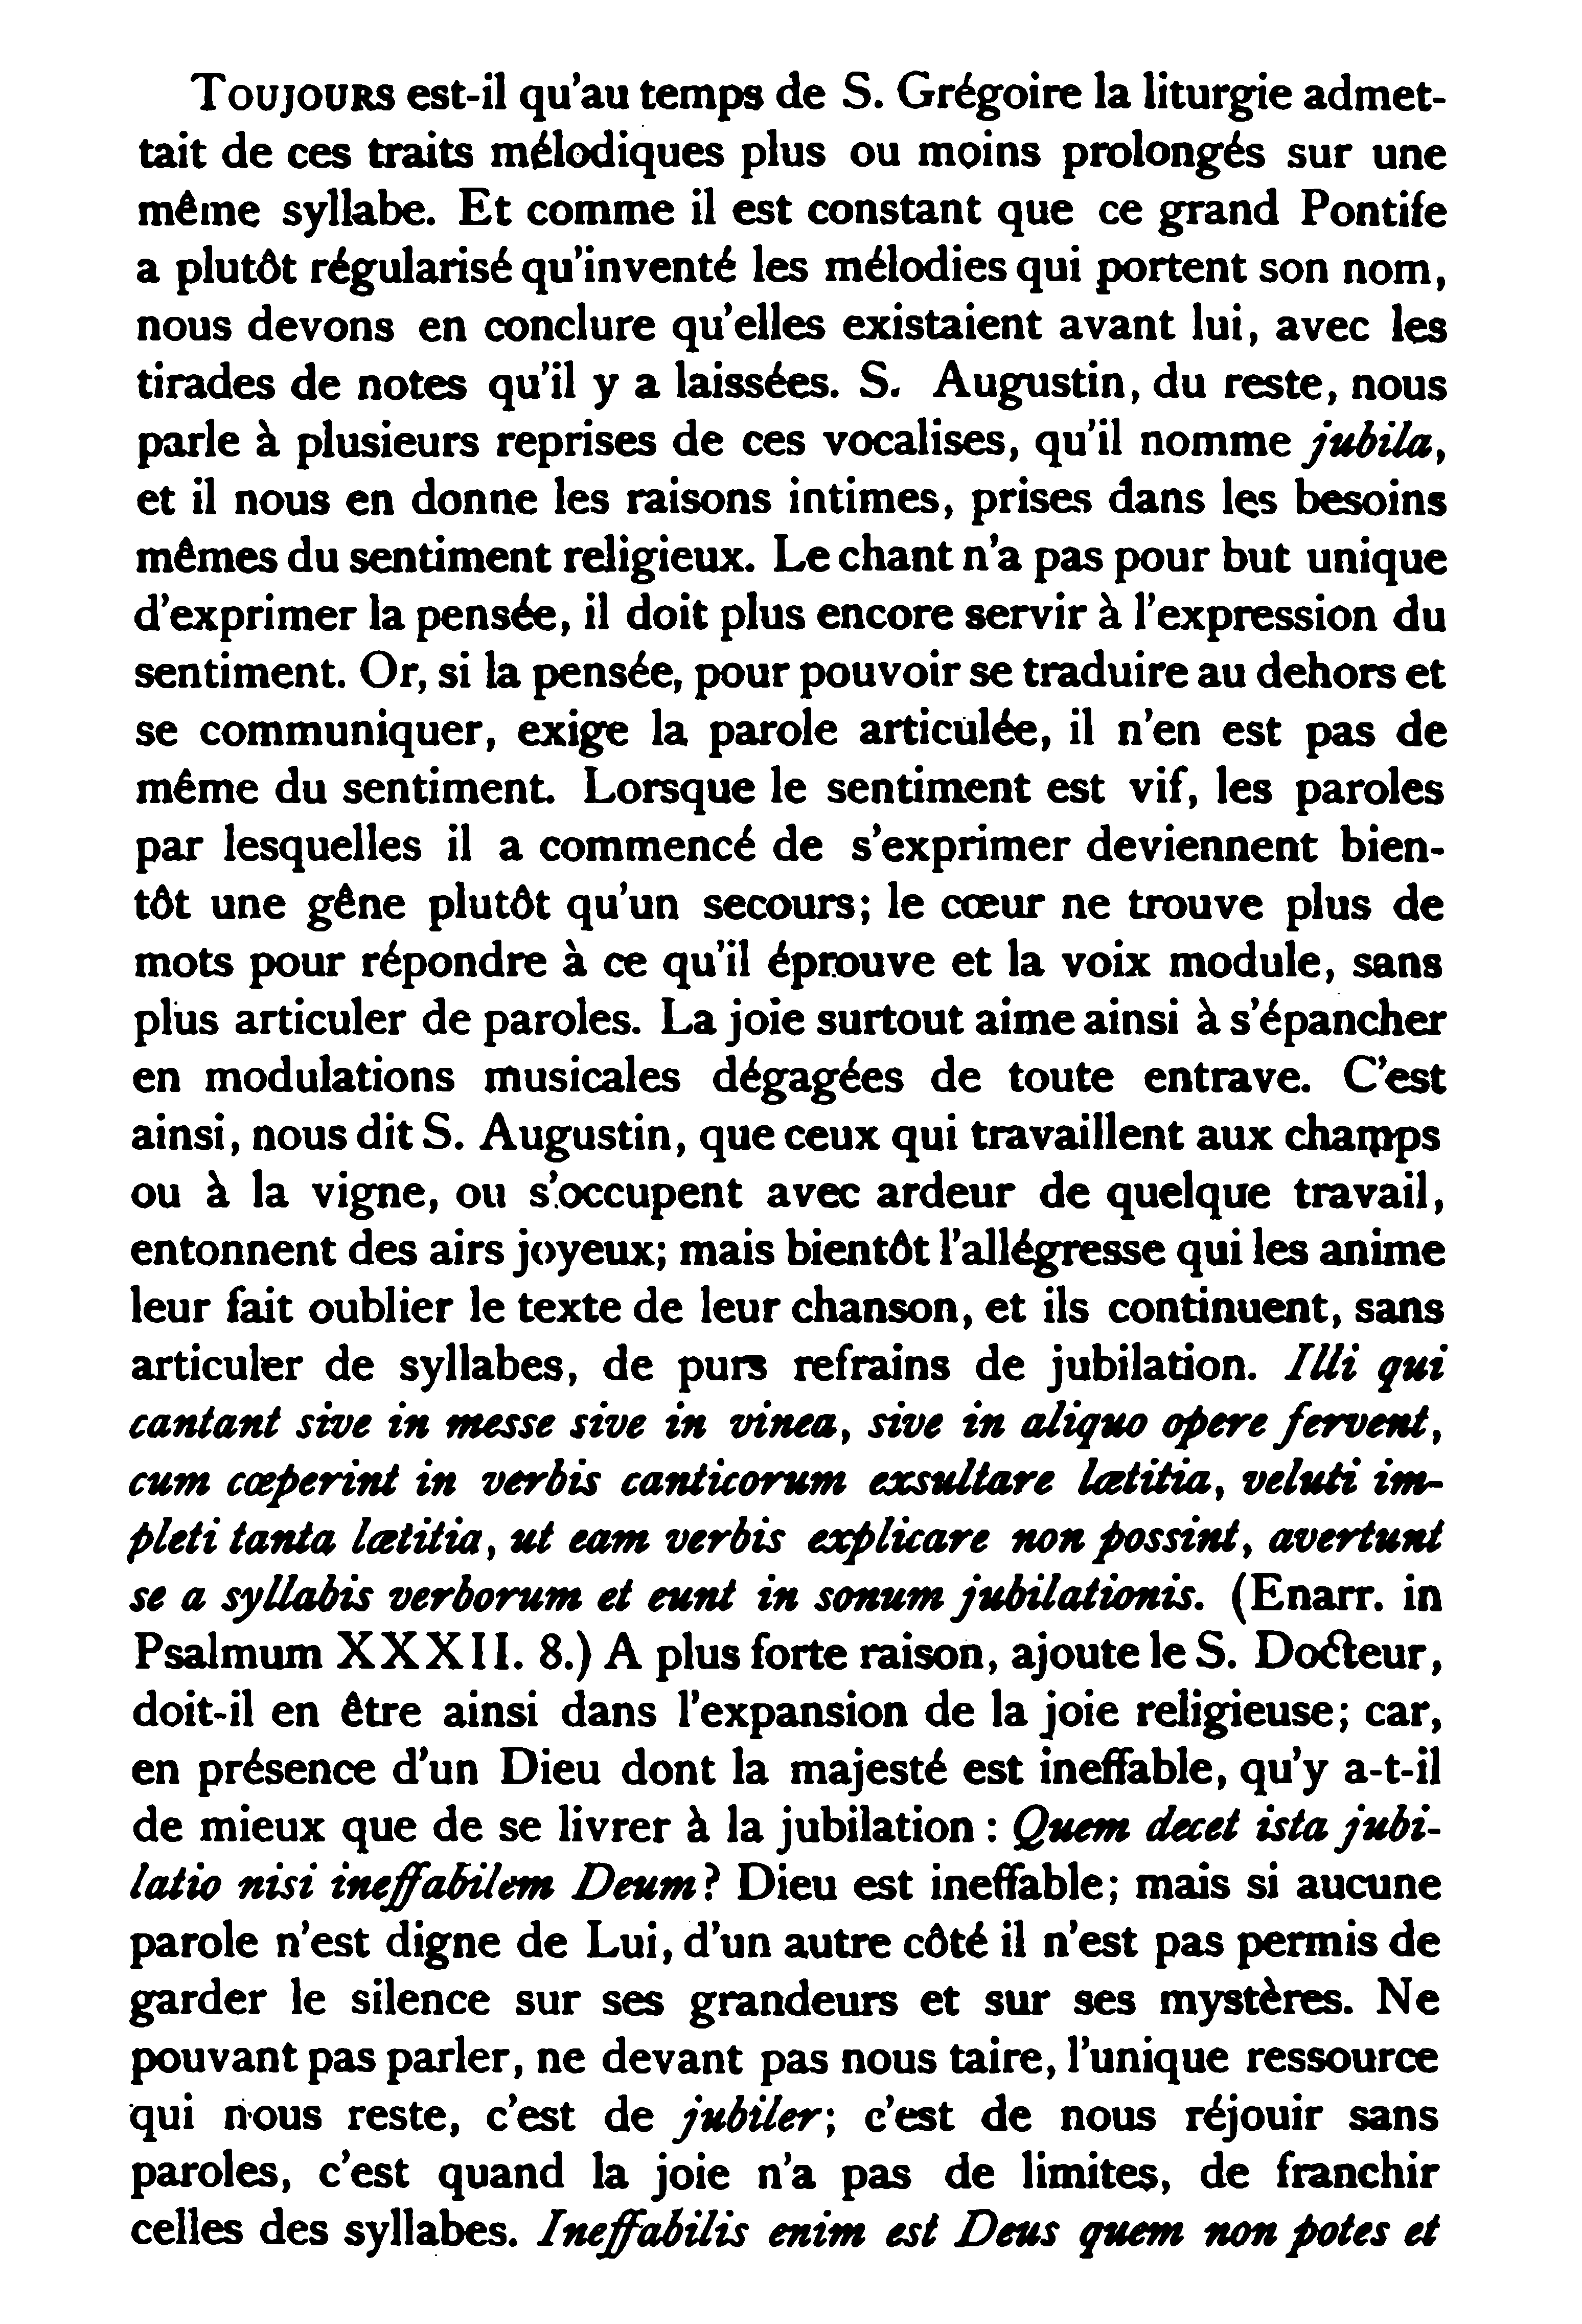 Toujours est-il qu'au temps de S. Grégoire la liturgie admet-
tait de ces traits mélodiques plus ou moins prolongés sur une
même syllabe. Et comme il est constant que ce grand Pontife
a plutôt régularisé qu'inventé les mélodies qui portent son nom,
nous devons en conclure qu'elles existaient avant lui, avec les
tirades de notes qu'il y a laissées. S. Augustin, du reste, nous
parle à plusieurs reprises de ces vocalises, qu'il nomme jubila,
et il nous en donne les raisons intimes, prises dans les besoins
mêmes du sentiment religieux. Le chant n'a pas pour but unique
d'exprimer la pensée, il doit plus encore servir à l'expression du
sentiment. Or, si la pensée, pour pouvoir se traduire au dehors et
se communiquer, exige la parole articulée, il n'en est pas de
même du sentiment. Lorsque le sentiment est vif, les paroles
par lesquelles il a commencé de s'exprimer deviennent bien-
tôt une gêne plutôt qu'un secours; le cœur ne trouve plus de
mots pour répondre à ce qu'il éprouve et la voix module, sans
plus articuler de paroles. La joie surtout aime ainsi à s'épancher
en modulations musicales dégagées de toute entrave. C'est
ainsi, nous dit S. Augustin, que ceux qui travaillent aux champs
ou à la vigne, ou s'occupent avec ardeur de quelque travail,
entonnent des airs joyeux; mais bientôt l'allégresse qui les anime
leur fait oublier le texte de leur chanson, et ils continuent, sans
articuler de syllabes, de purs refrains de jubilation. Illi qui
cantant sive in messe sive in vinea, sive in aliquo opere fervent,
cum cœperint in verbis canticorum exsultare lætitia, veluti im-
pleti tanta lætitia, ut eam verbis explicare non possint, avertunt
se a syllabis verborum et eunt in sonum jubilationis. (Enarr. in
Psalmum XXXII. 8.) A plus forte raison, ajoute le S. Docteur,
doit-il en être ainsi dans l'expansion de la joie religieuse; car,
en présence d'un Dieu dont la majesté est ineffable, qu'y a-t-il
de mieux que de se livrer à la jubilation : Quem decet ista jubi-
latio nisi ineffabilem Deum? Dieu est ineffable; mais si aucune
parole n'est digne de Lui, d'un autre côté il n'est pas permis de
garder le silence sur ses grandeurs et sur ses mystères. Ne
pouvant pas parler, ne devant pas nous taire, l'unique ressource
qui nous reste, c'est de jubiler; c'est de nous réjouir sans
paroles, c'est quand la joie n'a pas de limites, de franchir
celles des syllabes. Ineffabilis enim est Deus quem non potes et